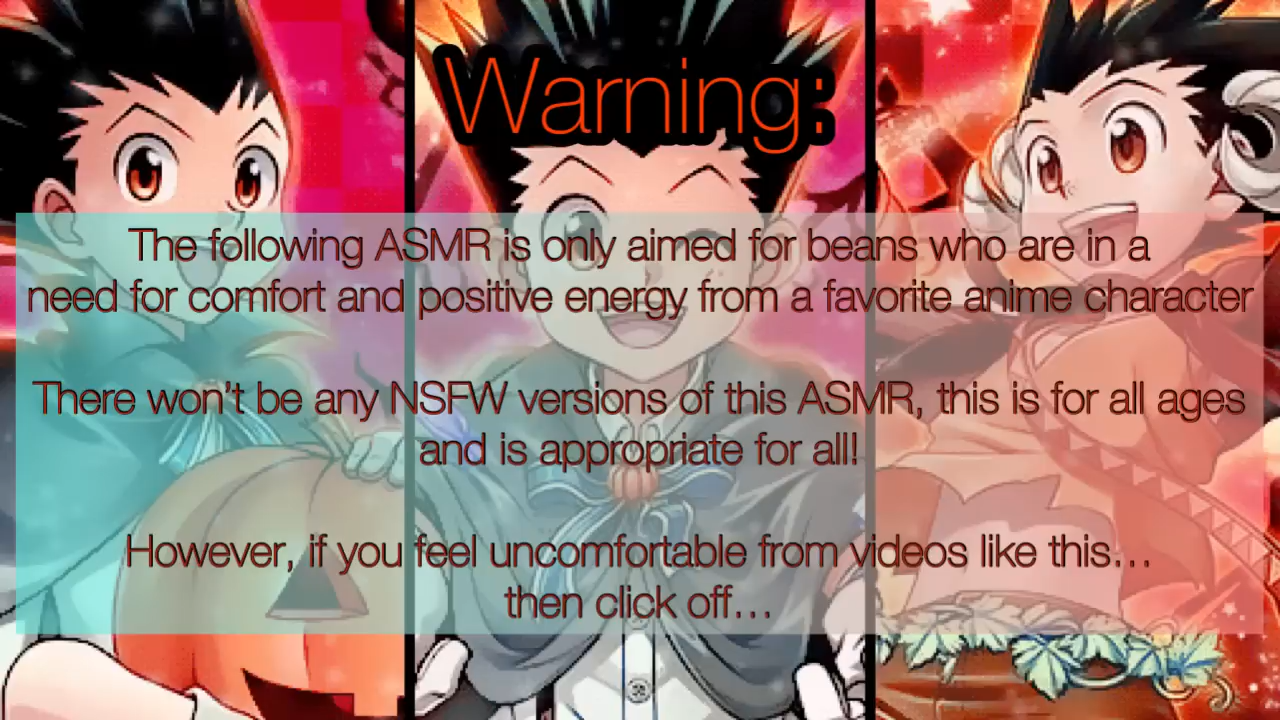 Warning:
The following ASMR is only aimed for beans who are in a
need for comfort and positive energy from a favorite anime character
There won't be any NSFW versions of this ASMR, this is for all ages
and is appropriate for all!
However, if you feel uncomfortable from videos like this...
then click off...